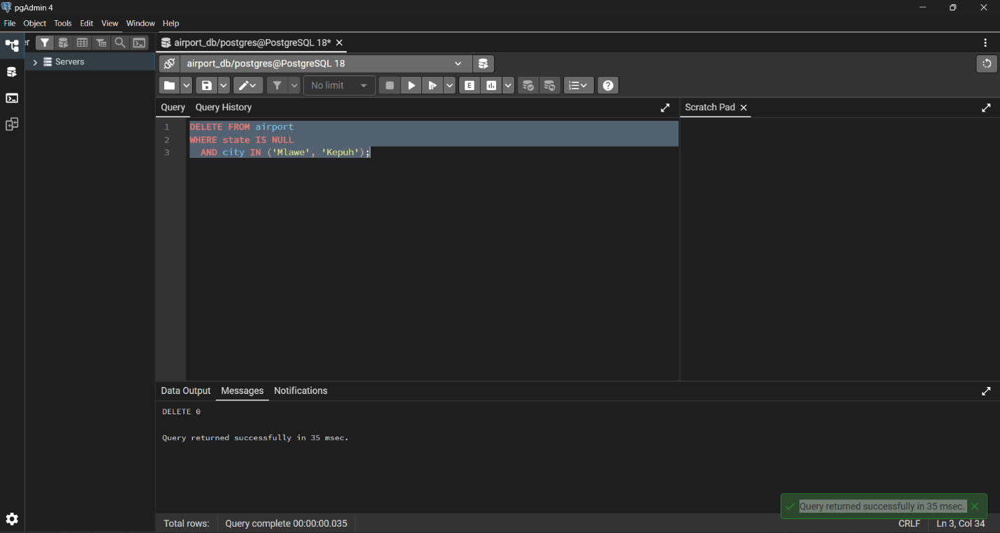 pgAdmin 4
File Object Tools Edit View Window Help
airport_db/postgres@PostgreSQL 18*
Servers
airport_db/postgres@PostgreSQL 18
No limit
E
Query Query History
Scratch Pad
1 DELETE FROM airport
2 WHERE state IS NULL
3 AND city IN ('Mlawe', 'Kepuh');
Data Output Messages Notifications
DELETE 0
Query returned successfully in 35 msec.
Query returned successfully in 35 msec.
Total rows: Query complete 00:00:00.035 CRLF Ln 3, Col 34